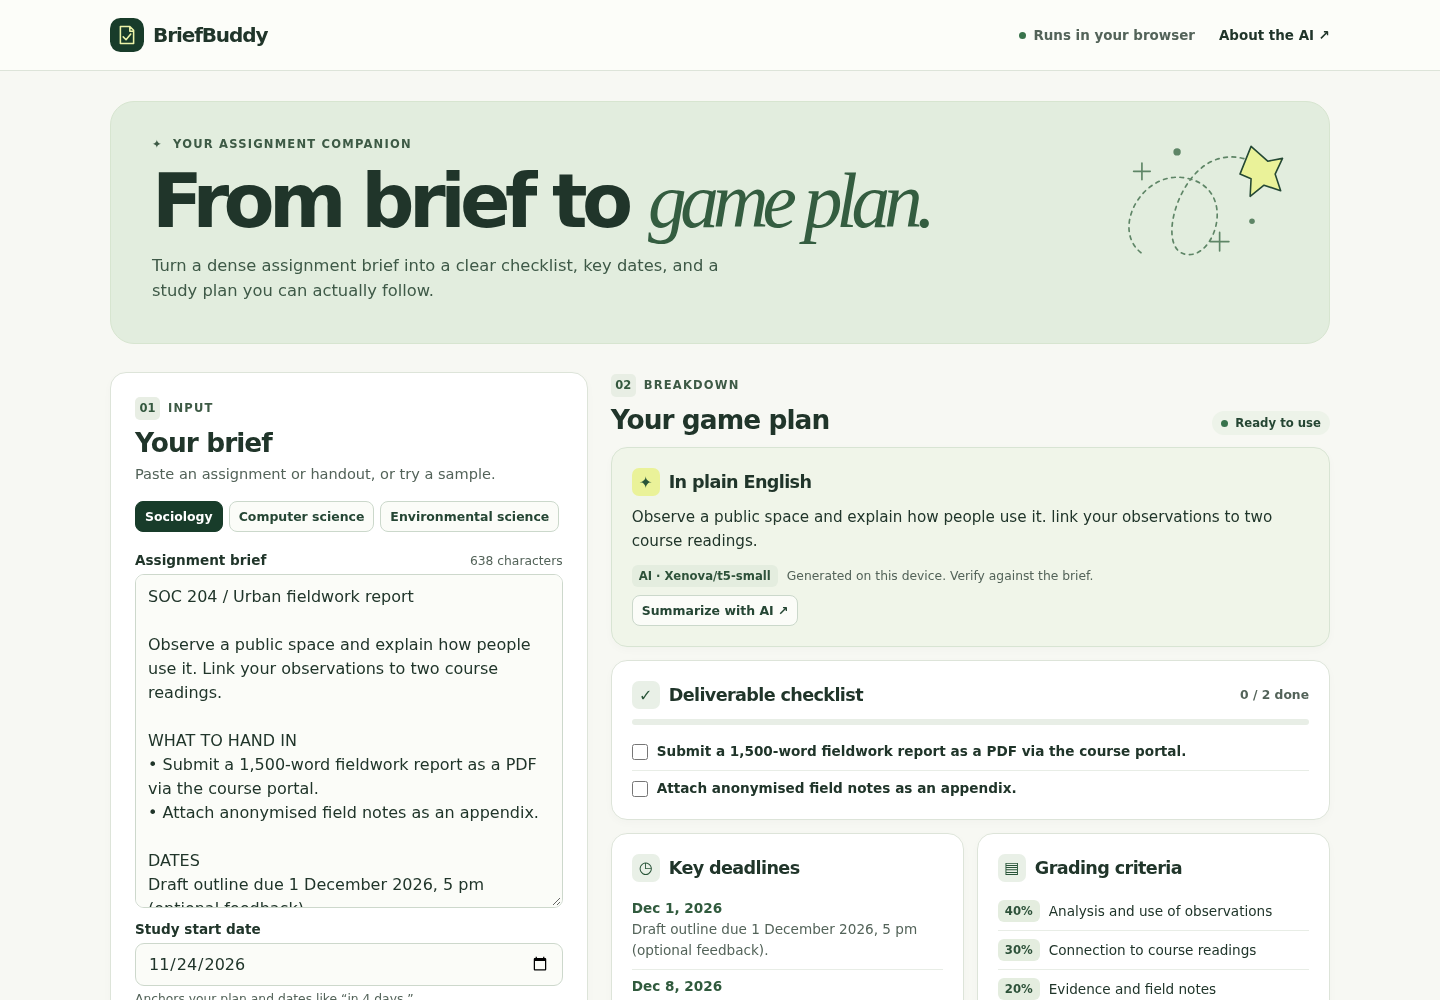 BriefBuddy
Runs in your browser
About the AI ↗
✦ YOUR ASSIGNMENT COMPANION
From brief to game plan.
Turn a dense assignment brief into a clear checklist, key dates, and a
study plan you can actually follow.
01 INPUT
Your brief
Paste an assignment or handout, or try a sample.
Sociology
Computer science
Environmental science
Assignment brief
638 characters
SOC 204 / Urban fieldwork report
Observe a public space and explain how people
use it. Link your observations to two course
readings.
WHAT TO HAND IN
• Submit a 1,500-word fieldwork report as a PDF
via the course portal.
• Attach anonymised field notes as an appendix.
DATES
Draft outline due 1 December 2026, 5 pm
(optional feedback)
Study start date
11/24/2026
Anchors your plan and dates like “in 4 days.”
02 BREAKDOWN
Your game plan
Ready to use
✦ In plain English
Observe a public space and explain how people use it. link your observations to two
course readings.
AI · Xenova/t5-small
Generated on this device. Verify against the brief.
Summarize with AI ↗
✓ Deliverable checklist
0 / 2 done
Submit a 1,500-word fieldwork report as a PDF via the course portal.
Attach anonymised field notes as an appendix.
Key deadlines
Dec 1, 2026
Draft outline due 1 December 2026, 5 pm
(optional feedback).
Dec 8, 2026
Grading criteria
40% Analysis and use of observations
30% Connection to course readings
20% Evidence and field notes